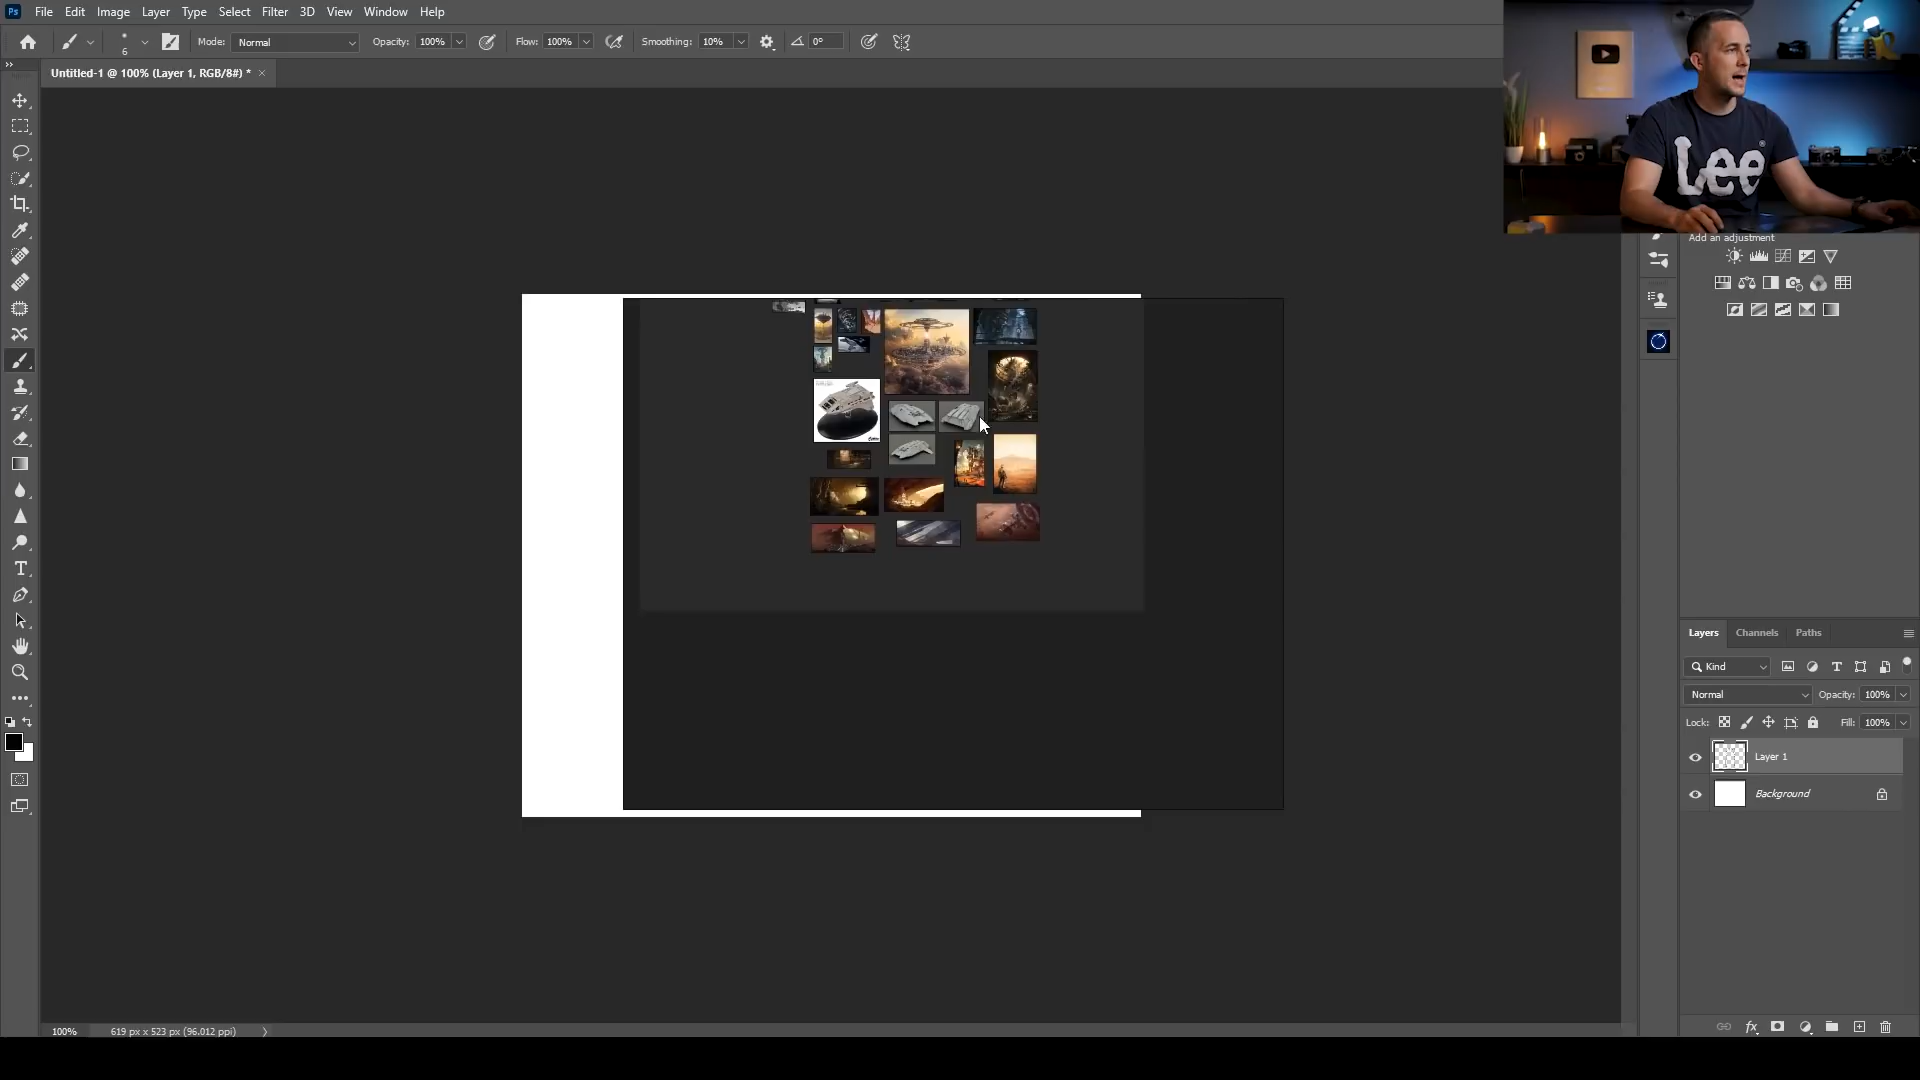 Ps File Edit Image Layer Type Select Filter 3D View Window Help
6 Mode: Normal Opacity: 100% Flow: 100% Smoothing: 10% 0°
Untitled-1 @ 100% (Layer 1, RGB/8#) * ×
Lee
Add an adjustment
Layers Channels Paths
Kind
Normal Opacity: 100%
Lock: Fill: 100%
Layer 1
Background
100% 619 px x 523 px (96.012 ppi)